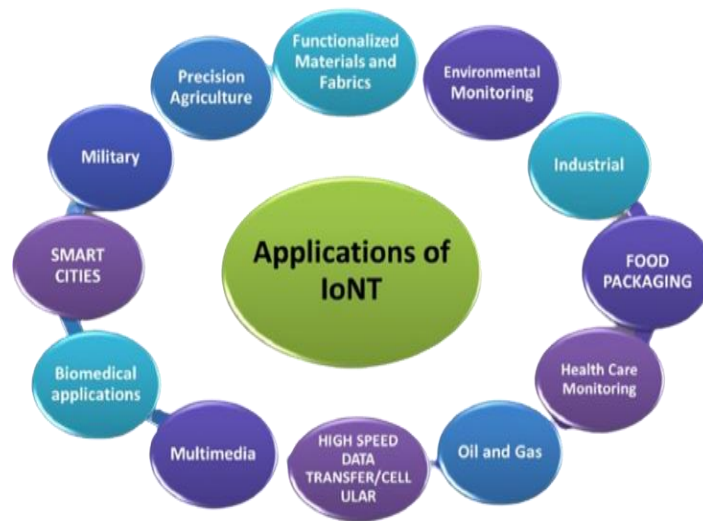 Applications of
IoNT
Functionalized
Materials and
Fabrics
Environmental
Monitoring
Industrial
FOOD
PACKAGING
Health Care
Monitoring
Oil and Gas
HIGH SPEED
DATA
TRANSFER/CELL
ULAR
Multimedia
Biomedical
applications
SMART
CITIES
Military
Precision
Agriculture